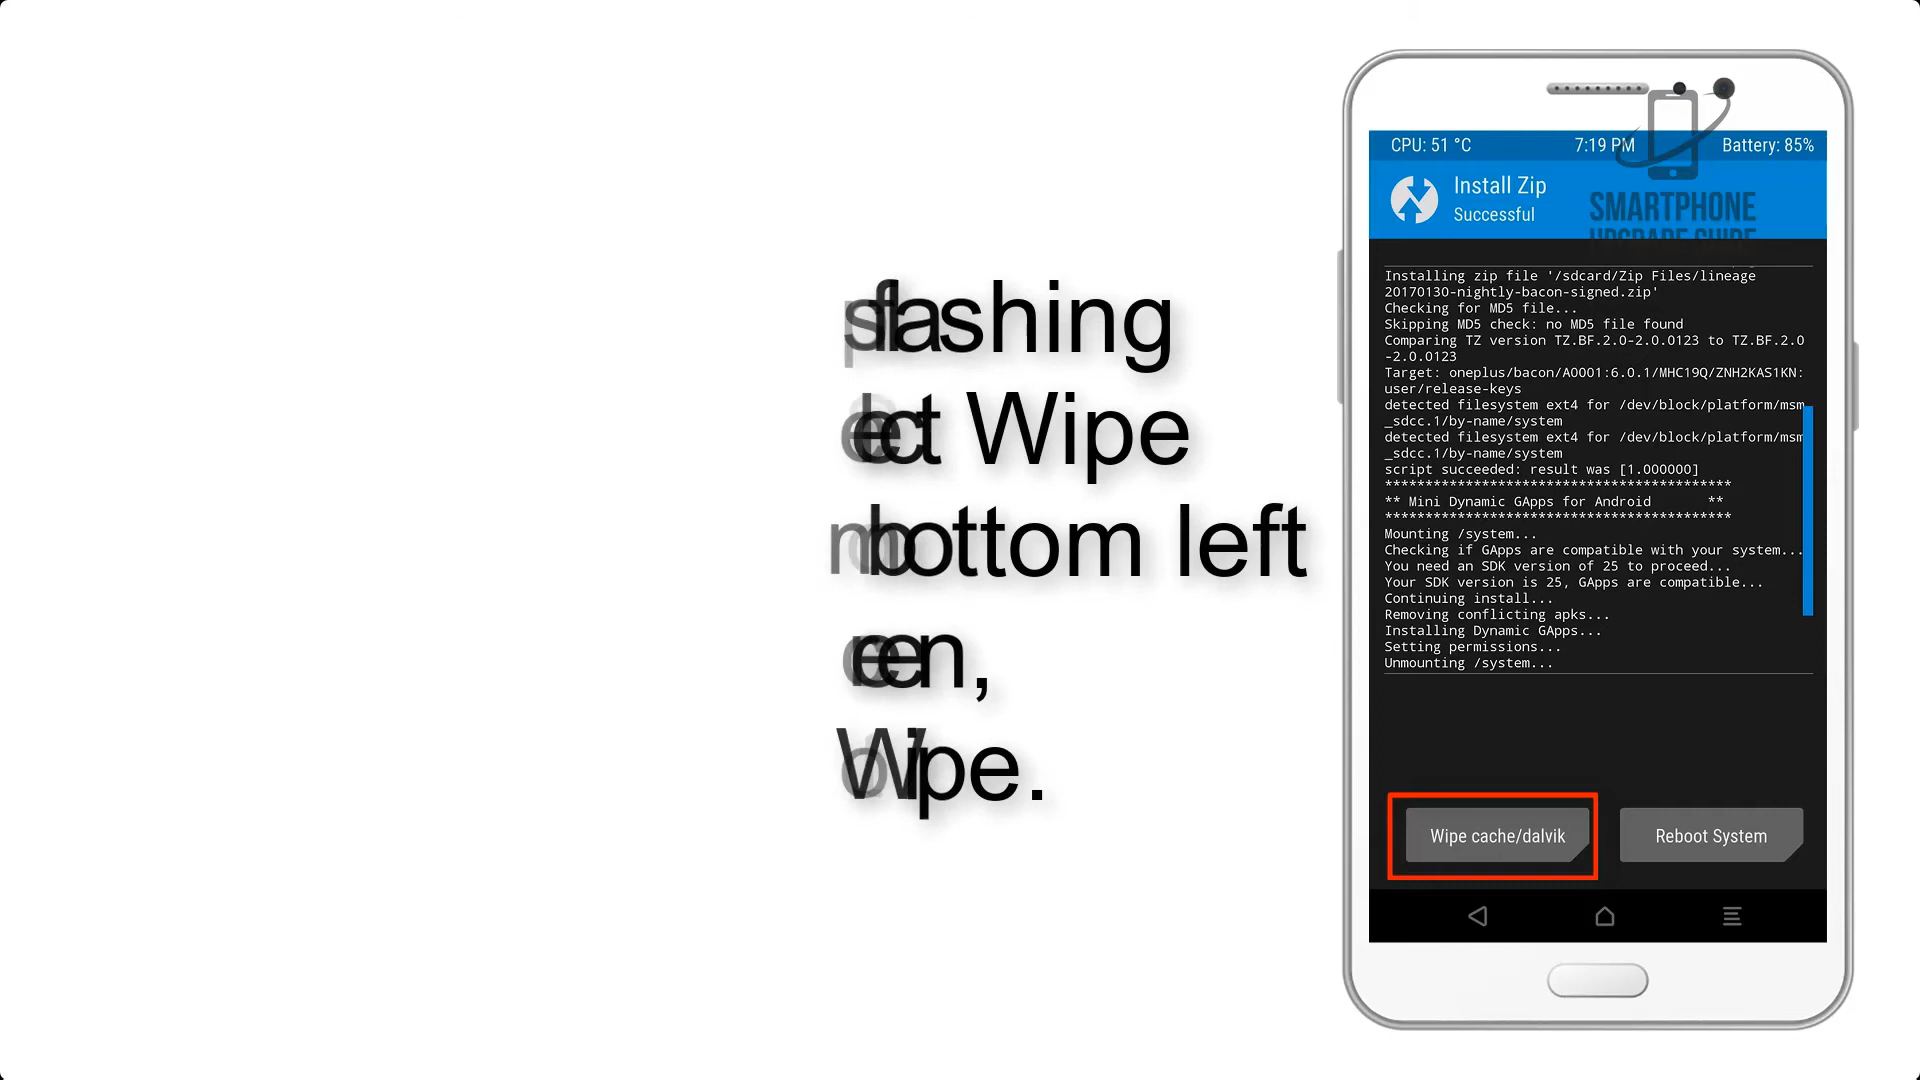 flashing
Wipe
bottom left
Wipe.
CPU: 51 °C 7:19 PM Battery: 85%
Install Zip
Successful
SMARTPHONE
UPGRADE GUIDE
Installing zip file '/sdcard/Zip Files/lineage
20170130-nightly-bacon-signed.zip'
Checking for MD5 file...
Skipping MD5 check: no MD5 file found
Comparing TZ version TZ.BF.2.0-2.0.0123 to TZ.BF.2.0
-2.0.0123
Target: oneplus/bacon/A0001:6.0.1/MHC19Q/ZNH2KAS1KN:
user/release-keys
detected filesystem ext4 for /dev/block/platform/msm
_sdcc.1/by-name/system
detected filesystem ext4 for /dev/block/platform/msm
_sdcc.1/by-name/system
script succeeded: result was [1.000000]
*******************************************
** Mini Dynamic GApps for Android **
*******************************************
Mounting /system...
Checking if GApps are compatible with your system...
You need an SDK version of 25 to proceed...
Your SDK version is 25, GApps are compatible...
Continuing install...
Removing conflicting apks...
Installing Dynamic GApps...
Setting permissions...
Unmounting /system...
Wipe cache/dalvik
Reboot System